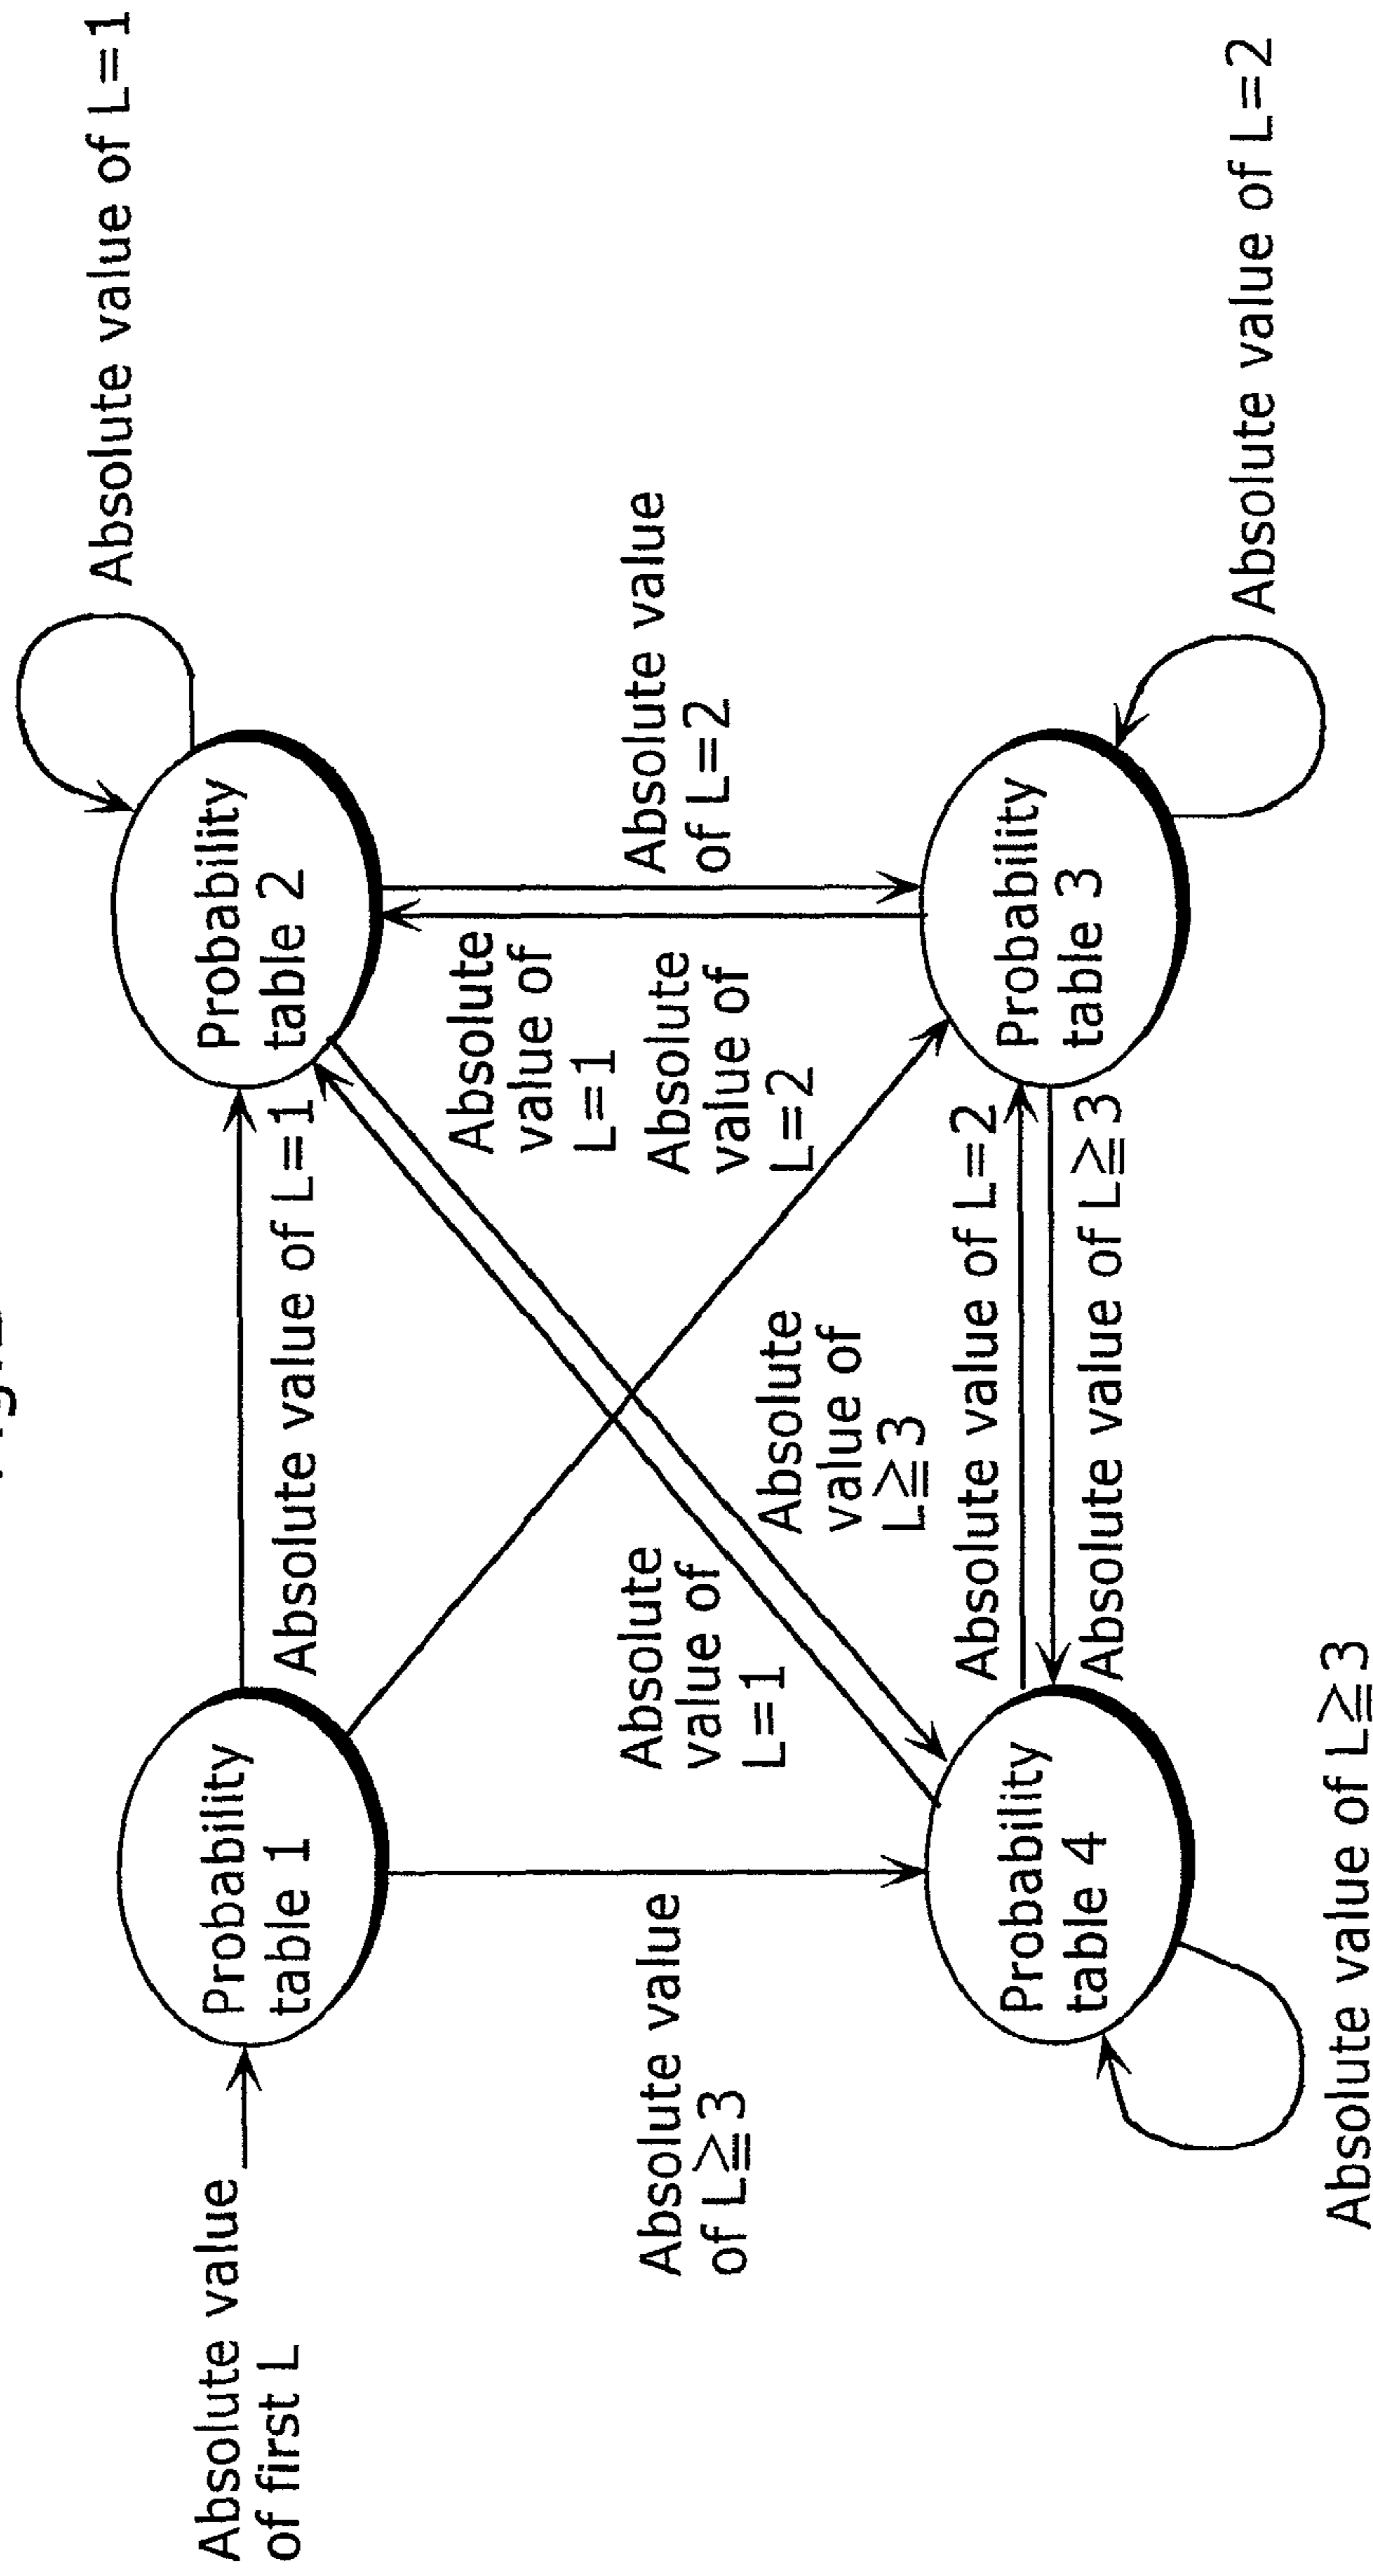 Absolute value of L=1
Absolute value
of first L
Probability
table 1
Absolute value of L=1
Probability
table 2
Absolute value
of L≧3
Absolute
value of
L=1
Absolute
value of
L≧3
Absolute
value of
L=1
Absolute
value of
L=2
Absolute value
of L=2
Absolute value of L=2
Absolute value of L≧3
Probability
table 4
Probability
table 3
Absolute value of L≧3
Absolute value of L=2